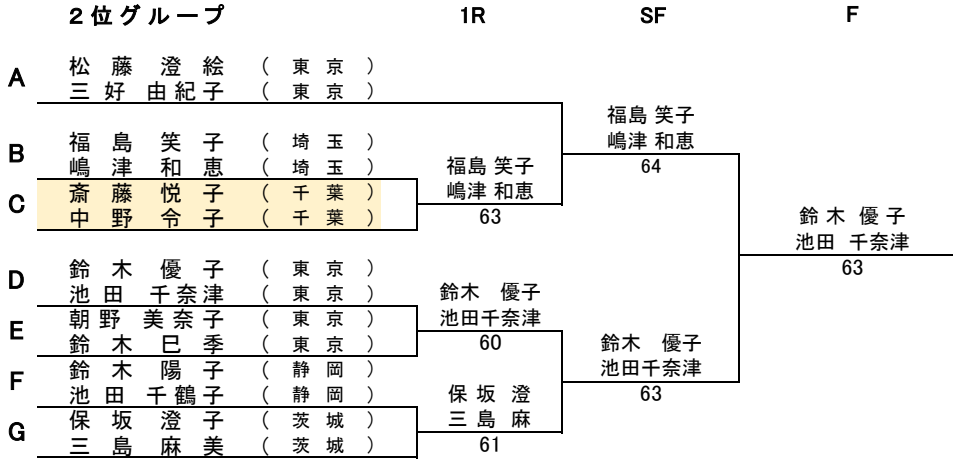 ２位グループ 1R SF F
A 松藤澄絵 (東京)
三好由紀子 (東京)
B 福島笑子 (埼玉)
嶋津和恵 (埼玉)
C 斎藤悦子 (千葉)
中野令子 (千葉)
D 鈴木優子 (東京)
池田千奈津 (東京)
E 朝野美奈子 (東京)
鈴木巳季 (東京)
F 鈴木陽子 (静岡)
池田千鶴子 (静岡)
G 保坂澄子 (茨城)
三島麻美 (茨城)
福島 笑子
嶋津 和恵
63
鈴木 優子
池田千奈津
60
保坂 澄
三島 麻
61
福島 笑子
嶋津 和恵
64
鈴木 優子
池田千奈津
63
鈴木 優子
池田 千奈津
63